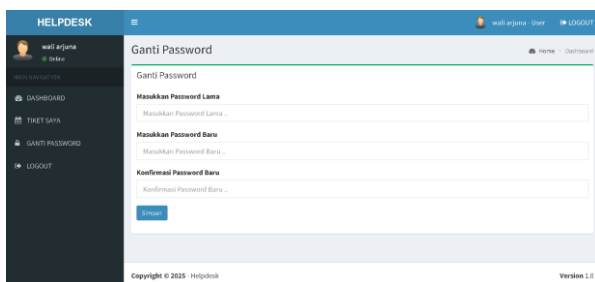 HELPDESK
wali arjuna - User
LOGOUT
wali arjuna
Online
Ganti Password
Home > Dashboard
MAIN NAVIGATION
DASHBOARD
TIKET SAYA
GANTI PASSWORD
LOGOUT
Ganti Password
Masukkan Password Lama
Masukkan Password Lama ..
Masukkan Password Baru
Masukkan Password Baru ..
Konfirmasi Password Baru
Konfirmasi Password Baru ..
Simpan
Copyright © 2025 - Helpdesk
Version 1.0